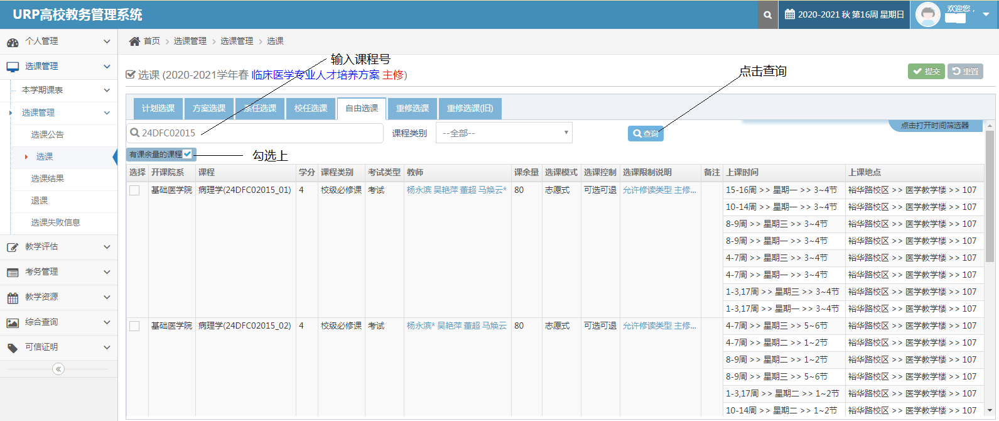 URP高校教务管理系统
2020-2021 秋 第16周 星期日
欢迎您，
个人管理
选课管理
本学期课表
选课管理
选课公告
选课
选课结果
退课
选课失败信息
教学评估
考务管理
教学资源
综合查询
可信证明
首页 > 选课管理 > 选课管理 > 选课
输入课程号
选课 (2020-2021学年春 临床医学专业人才培养方案 主修)
点击查询
提交 重置
计划选课 方案选课 系任选课 校任选课 自由选课 重修选课 重修选课(旧)
24DFC02015 课程类别 --全部-- 查询 点击打开时间筛选器
有课余量的课程 勾选上
选择 开课院系 课程 学分 课程类别 考试类型 教师 课余量 选课模式 选课控制 选课限制说明 备注 上课时间 上课地点
基础医学院 病理学(24DFC02015_01) 4 校级必修课 考试 杨永滨 吴艳萍 董超 马焕云* 80 志愿式 可选可退 允许修读类型 主修... 15-16周 >> 星期一 >> 3~4节 裕华路校区 >> 医学教学楼 >> 107
10-14周 >> 星期一 >> 3~4节 裕华路校区 >> 医学教学楼 >> 107
8-9周 >> 星期三 >> 3~4节 裕华路校区 >> 医学教学楼 >> 107
8-9周 >> 星期一 >> 3~4节 裕华路校区 >> 医学教学楼 >> 107
4-7周 >> 星期三 >> 3~4节 裕华路校区 >> 医学教学楼 >> 107
4-7周 >> 星期一 >> 3~4节 裕华路校区 >> 医学教学楼 >> 107
1-3,17周 >> 星期三 >> 3~4节 裕华路校区 >> 医学教学楼 >> 107
1-3,17周 >> 星期一 >> 3~4节 裕华路校区 >> 医学教学楼 >> 107
基础医学院 病理学(24DFC02015_02) 4 校级必修课 考试 杨永滨* 吴艳萍 董超 马焕云 80 志愿式 可选可退 允许修读类型 主修... 4-7周 >> 星期三 >> 5~6节 裕华路校区 >> 医学教学楼 >> 107
4-7周 >> 星期二 >> 1~2节 裕华路校区 >> 医学教学楼 >> 107
8-9周 >> 星期二 >> 1~2节 裕华路校区 >> 医学教学楼 >> 107
8-9周 >> 星期三 >> 5~6节 裕华路校区 >> 医学教学楼 >> 107
1-3,17周 >> 星期二 >> 1~2节 裕华路校区 >> 医学教学楼 >> 107
10-14周 >> 星期二 >> 1~2节 裕华路校区 >> 医学教学楼 >> 107